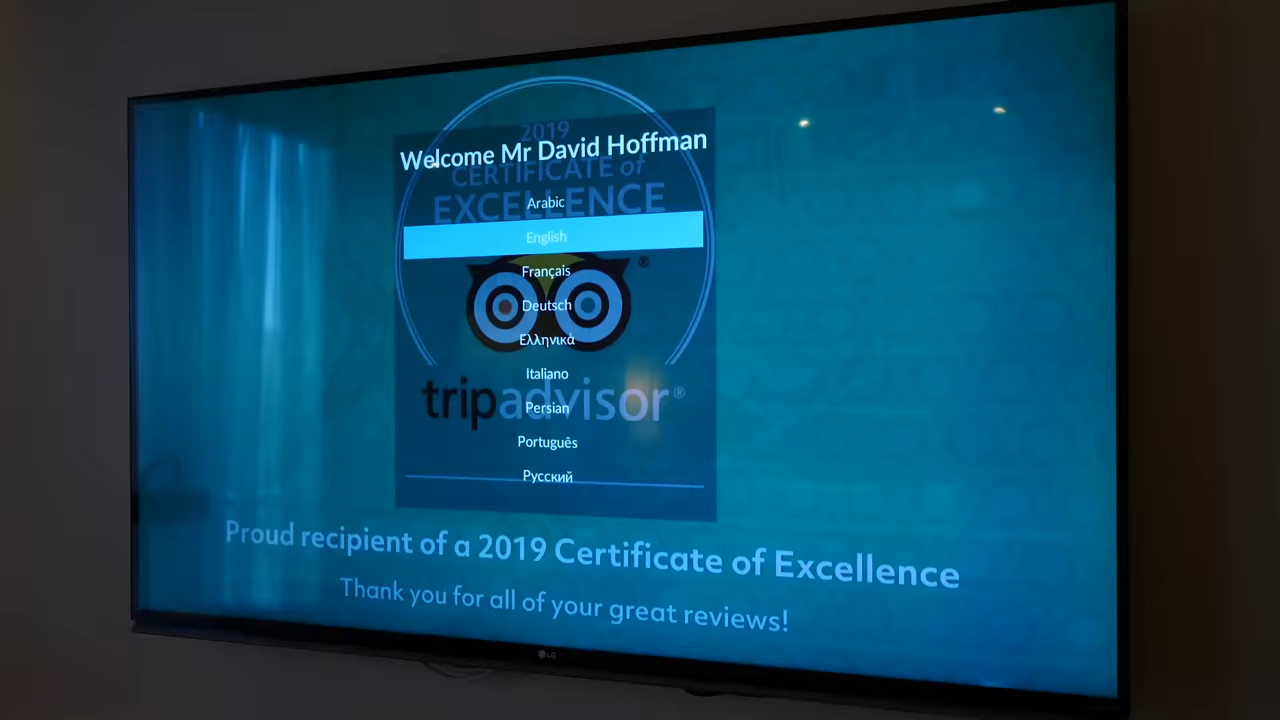 2019
Welcome Mr David Hoffman
CERTIFICATE of
EXCELLENCE
Arabic
English
Français
Deutsch
Ελληνικά
Italiano
tripadvisor®
Persian
Português
Русский
Proud recipient of a 2019 Certificate of Excellence
Thank you for all of your great reviews!
LG